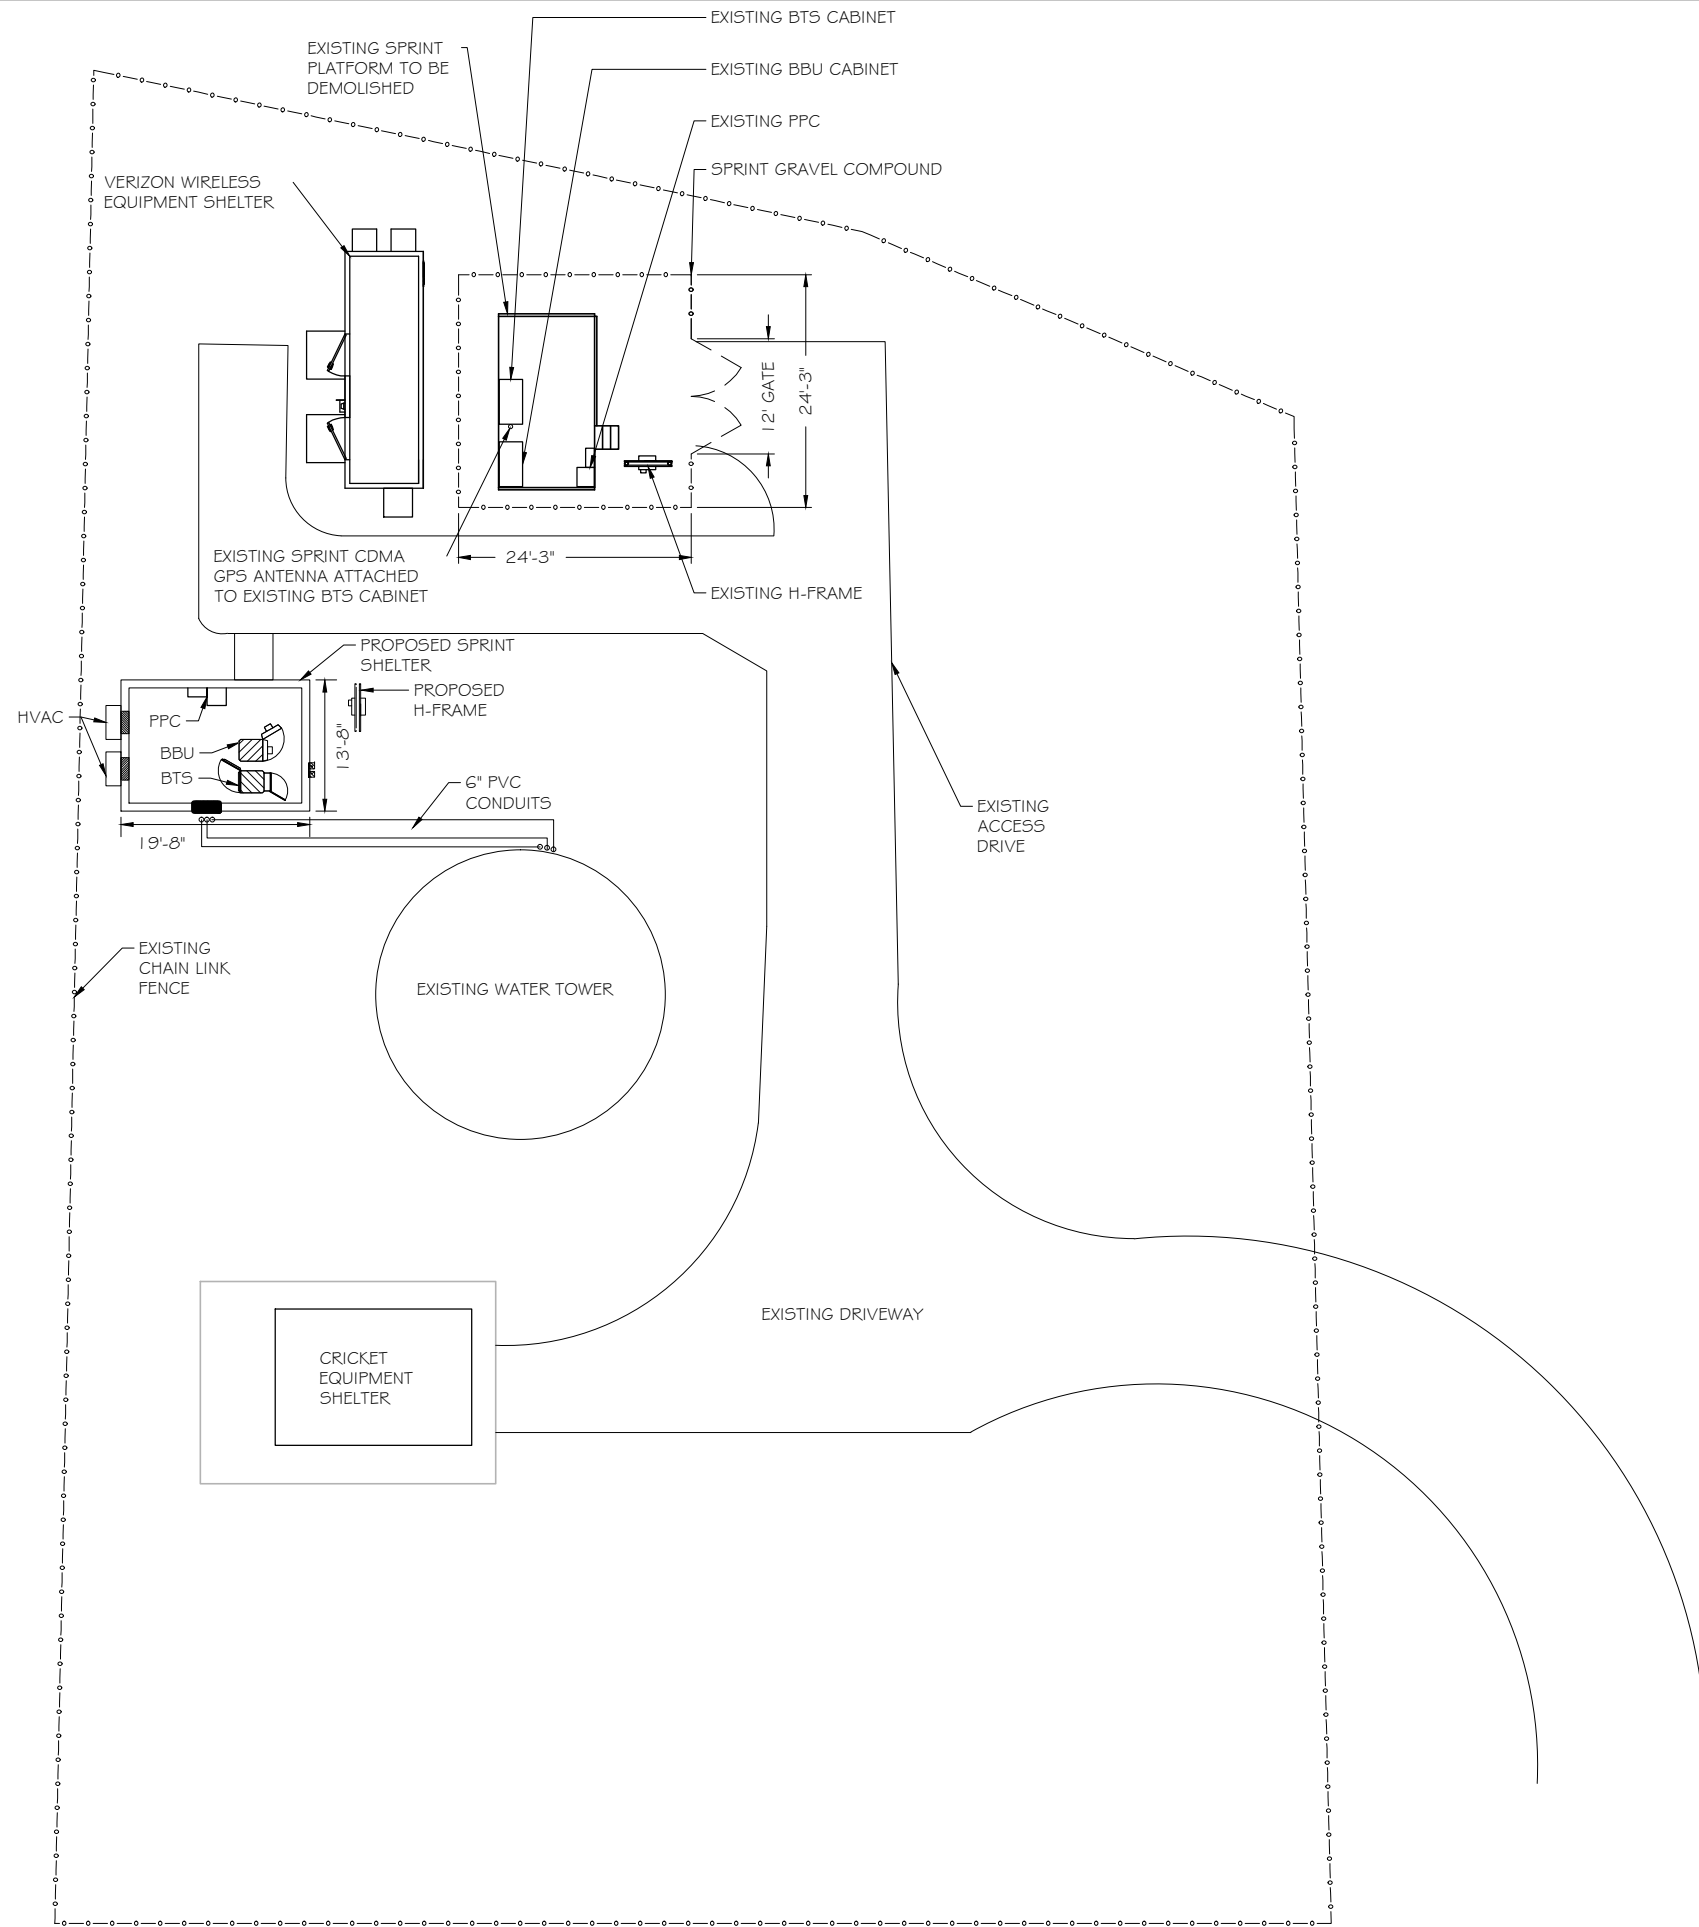 EXISTING BTS CABINET
EXISTING SPRINT
PLATFORM TO BE
DEMOLISHED
EXISTING BBU CABINET
EXISTING PPC
SPRINT GRAVEL COMPOUND
VERIZON WIRELESS
EQUIPMENT SHELTER
12' GATE
24'-3"
EXISTING SPRINT CDMA
GPS ANTENNA ATTACHED
TO EXISTING BTS CABINET
24'-3"
EXISTING H-FRAME
PROPOSED SPRINT
SHELTER
PROPOSED
H-FRAME
HVAC
PPC
BBU
BTS
13'-8"
6" PVC
CONDUITS
19'-8"
EXISTING
ACCESS
DRIVE
EXISTING
CHAIN LINK
FENCE
EXISTING WATER TOWER
EXISTING DRIVEWAY
CRICKET
EQUIPMENT
SHELTER